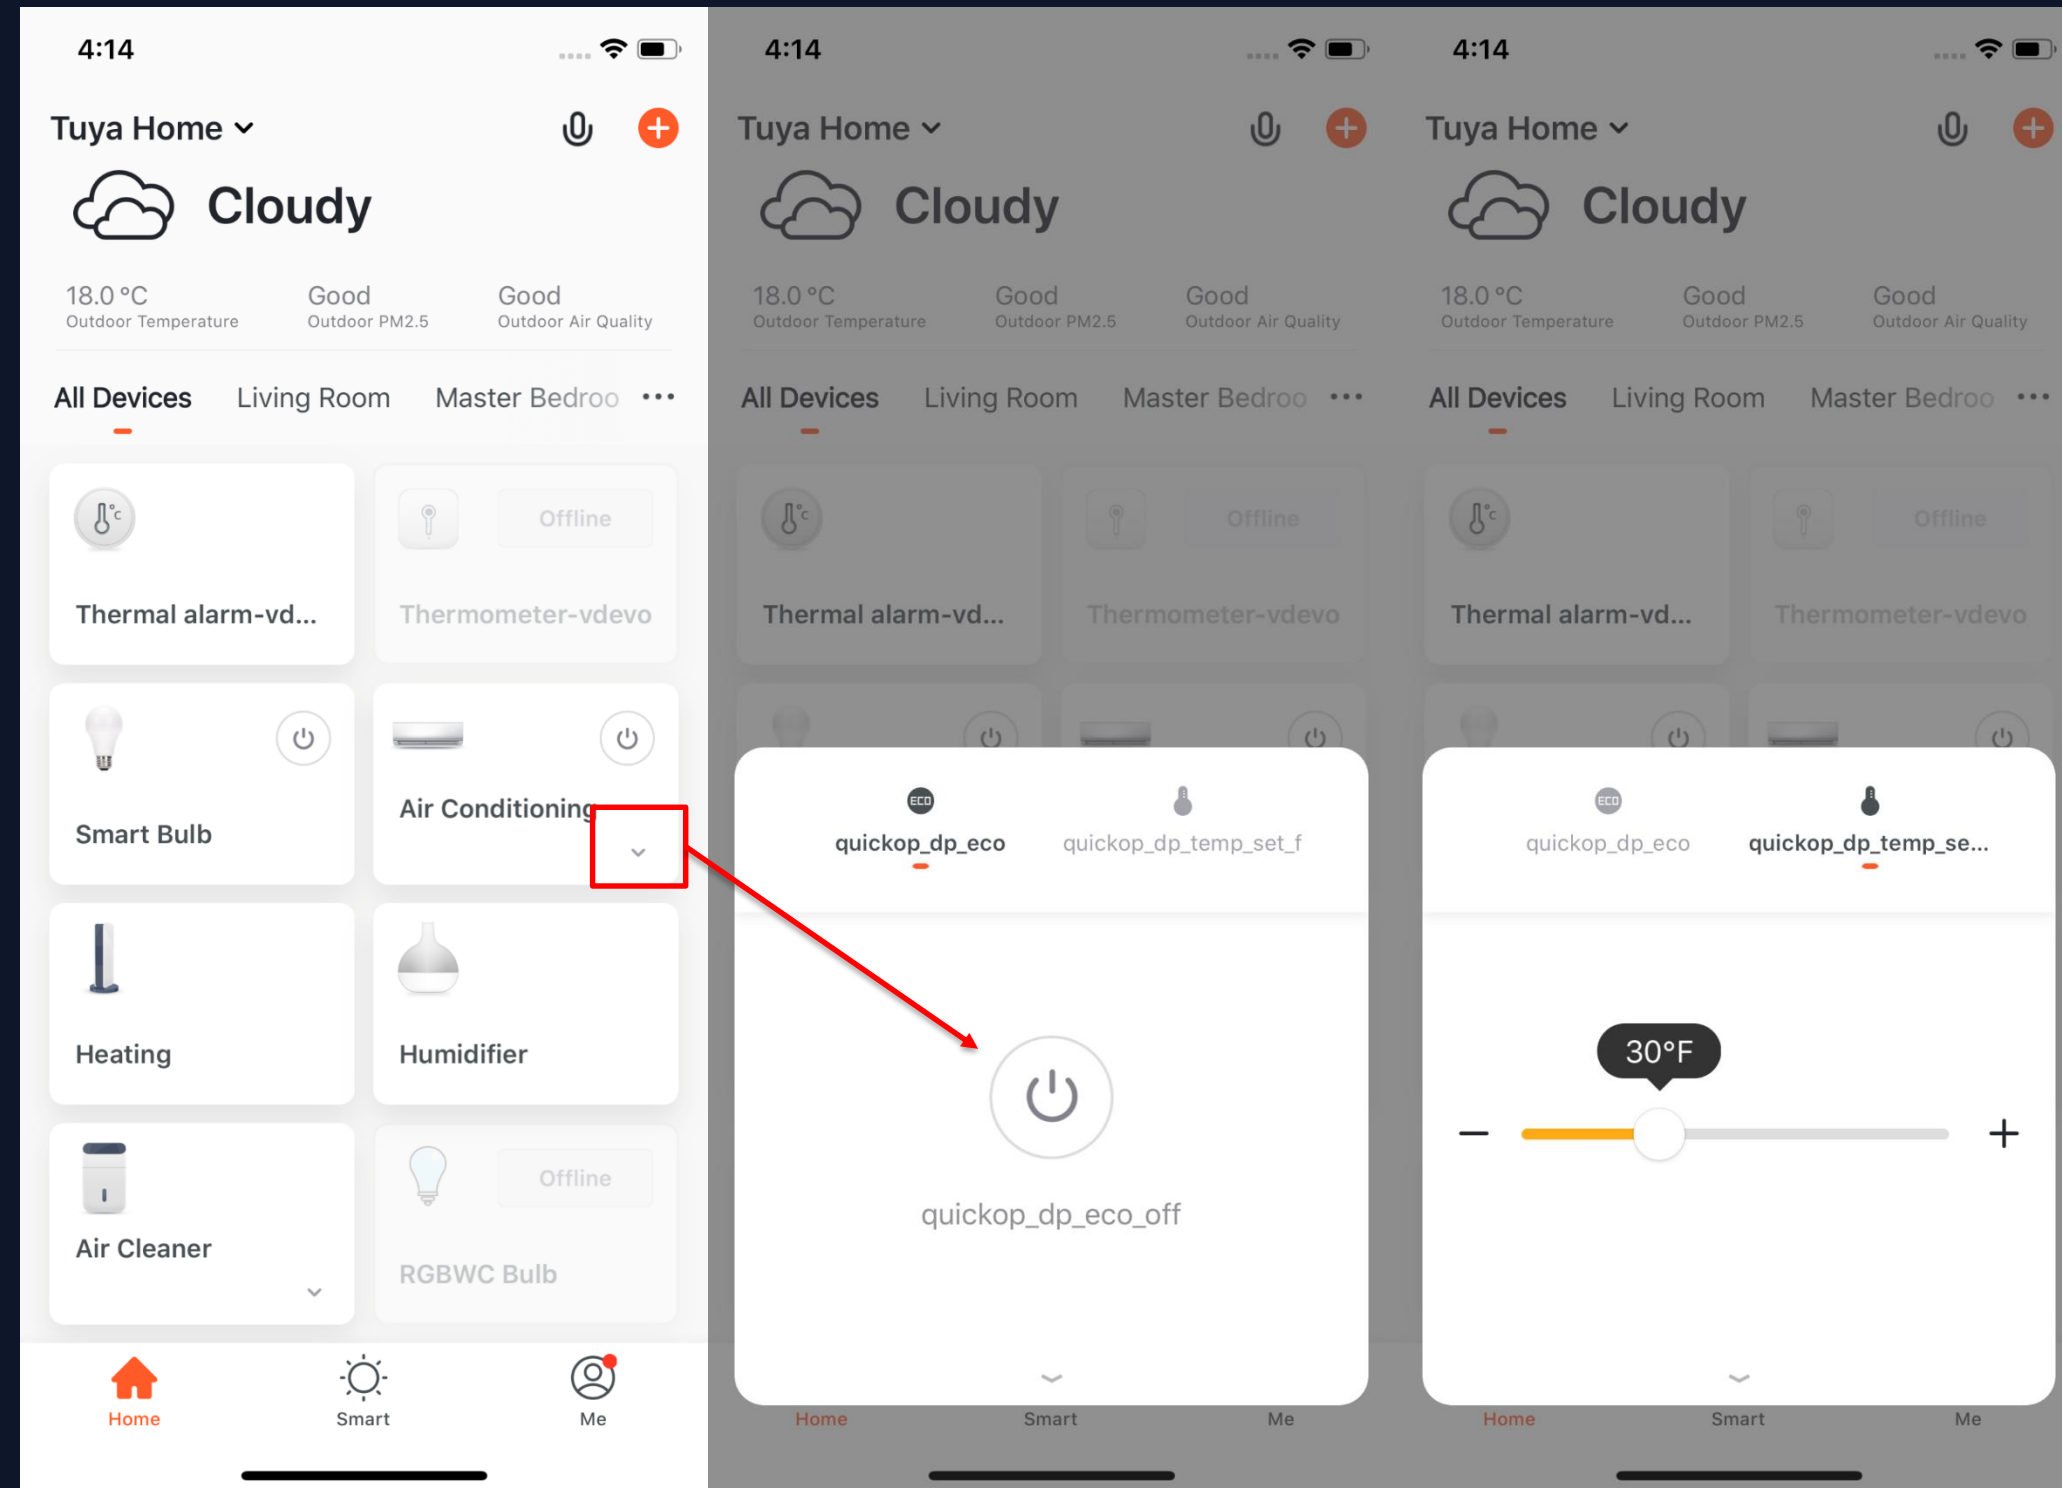 4:14
Tuya Home
Cloudy
18.0 °C Good Good
Outdoor Temperature Outdoor PM2.5 Outdoor Air Quality
All Devices Living Room Master Bedroo
°c Offline
Thermal alarm-vd... Thermometer-vdevo
Smart Bulb
Air Conditioning
Heating Humidifier
Offline
Air Cleaner
RGBWC Bulb
Home Smart Me
4:14
Tuya Home
Cloudy
18.0 °C Good Good
Outdoor Temperature Outdoor PM2.5 Outdoor Air Quality
All Devices Living Room Master Bedroo
°c Offline
Thermal alarm-vd... Thermometer-vdevo
ECO
quickop_dp_eco quickop_dp_temp_set_f
quickop_dp_eco_off
Home Smart Me
4:14
Tuya Home
Cloudy
18.0 °C Good Good
Outdoor Temperature Outdoor PM2.5 Outdoor Air Quality
All Devices Living Room Master Bedroo
°c Offline
Thermal alarm-vd... Thermometer-vdevo
ECO
quickop_dp_eco quickop_dp_temp_se...
30°F
Home Smart Me